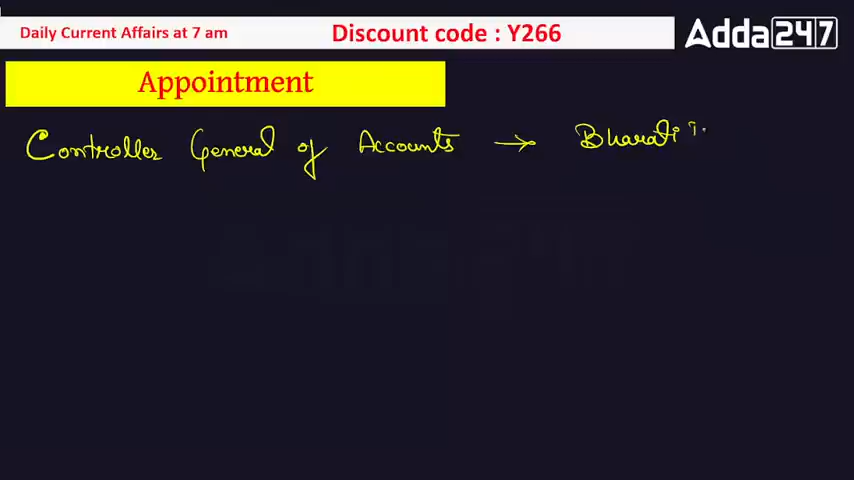 Daily Current Affairs at 7 am
Discount code : Y266
Adda247
Appointment
Controller General of Accounts → Bharati